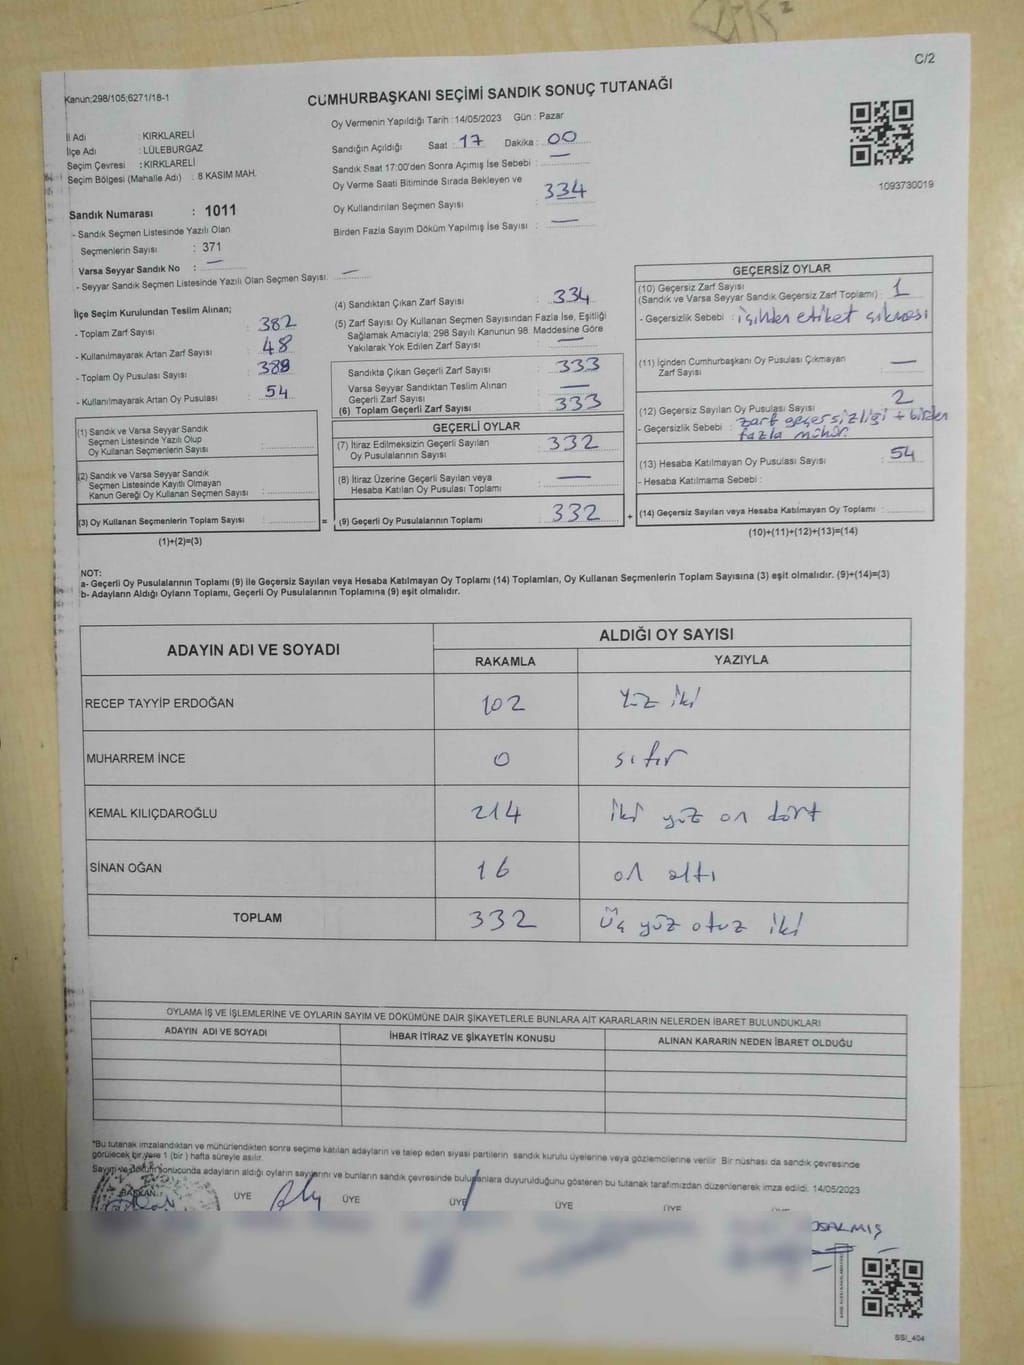 C/2
Kanun;298/105;6271/18-1
CUMHURBAŞKANI SEÇİMİ SANDIK SONUÇ TUTANAĞI
Oy Vermenin Yapıldığı Tarih : 14/05/2023 Gün : Pazar
İl Adı : KIRKLARELİ
İlçe Adı : LÜLEBURGAZ
Seçim Çevresi : KIRKLARELİ
Seçim Bölgesi (Mahalle Adı) : 8 KASIM MAH.
Sandık Numarası : 1011
- Sandık Seçmen Listesinde Yazılı Olan
Seçmenlerin Sayısı : 371
Varsa Seyyar Sandık No : —
- Seyyar Sandık Seçmen Listesinde Yazılı Olan Seçmen Sayısı: —
Sandığın Açıldığı Saat : 17 Dakika : 00
Sandık Saat 17:00'den Sonra Açımış İse Sebebi : —
Oy Verme Saati Bitiminde Sırada Bekleyen ve
Oy Kullandırılan Seçmen Sayısı : 334
Birden Fazla Sayım Döküm Yapılmış İse Sayısı : —
1093730019
İlçe Seçim Kurulundan Teslim Alınan;
- Toplam Zarf Sayısı : 382
- Kullanılmayarak Artan Zarf Sayısı : 48
- Toplam Oy Pusulası Sayısı : 388
- Kullanılmayarak Artan Oy Pusulası : 54
(1) Sandık ve Varsa Seyyar Sandık
Seçmen Listesinde Yazılı Olup
Oy Kullanan Seçmenlerin Sayısı :
(2) Sandık ve Varsa Seyyar Sandık
Seçmen Listesinde Kayıtlı Olmayan
Kanun Gereği Oy Kullanan Seçmen Sayısı :
(3) Oy Kullanan Seçmenlerin Toplam Sayısı :
(1)+(2)=(3)
(4) Sandıktan Çıkan Zarf Sayısı : 334
(5) Zarf Sayısı Oy Kullanan Seçmen Sayısından Fazla İse, Eşitliği
Sağlamak Amacıyla; 298 Sayılı Kanunun 98. Maddesine Göre
Yakılarak Yok Edilen Zarf Sayısı : —
Sandıkta Çıkan Geçerli Zarf Sayısı : 333
Varsa Seyyar Sandıktan Teslim Alınan
Geçerli Zarf Sayısı : —
(6) Toplam Geçerli Zarf Sayısı : 333
GEÇERLİ OYLAR
(7) İtiraz Edilmeksizin Geçerli Sayılan
Oy Pusulalarının Sayısı : 332
(8) İtiraz Üzerine Geçerli Sayılan veya
Hesaba Katılan Oy Pusulası Toplamı : —
= (9) Geçerli Oy Pusulalarının Toplamı : 332 +
GEÇERSİZ OYLAR
(10) Geçersiz Zarf Sayısı
(Sandık ve Varsa Seyyar Sandık Geçersiz Zarf Toplamı) : 1
- Geçersizlik Sebebi : içinden etiket çıkması
(11) İçinden Cumhurbaşkanı Oy Pusulası Çıkmayan
Zarf Sayısı : —
(12) Geçersiz Sayılan Oy Pusulası Sayısı : 2
- Geçersizlik Sebebi : zarf geçersizliği + birden
fazla mühür.
(13) Hesaba Katılmayan Oy Pusulası Sayısı : 54
- Hesaba Katılmama Sebebi :
(14) Geçersiz Sayılan veya Hesaba Katılmayan Oy Toplamı :
(10)+(11)+(12)+(13)=(14)
NOT:
a- Geçerli Oy Pusulalarının Toplamı (9) ile Geçersiz Sayılan veya Hesaba Katılmayan Oy Toplamı (14) Toplamları, Oy Kullanan Seçmenlerin Toplam Sayısına (3) eşit olmalıdır. (9)+(14)=(3)
b- Adayların Aldığı Oyların Toplamı, Geçerli Oy Pusulalarının Toplamına (9) eşit olmalıdır.
ADAYIN ADI VE SOYADI
ALDIĞI OY SAYISI
RAKAMLA YAZIYLA
RECEP TAYYİP ERDOĞAN 102 Yüz iki
MUHARREM İNCE 0 sıfır
KEMAL KILIÇDAROĞLU 214 iki yüz on dört
SİNAN OĞAN 16 on altı
TOPLAM 332 üç yüz otuz iki
OYLAMA İŞ VE İŞLEMLERİNE VE OYLARIN SAYIM VE DÖKÜMÜNE DAİR ŞİKAYETLERLE BUNLARA AİT KARARLARIN NELERDEN İBARET BULUNDUKLARI
ADAYIN ADI VE SOYADI İHBAR İTİRAZ VE ŞİKAYETİN KONUSU ALINAN KARARIN NEDEN İBARET OLDUĞU
*Bu tutanak imzalandıktan ve mühürlendikten sonra seçime katılan adayların ve talep eden siyasi partilerin sandık kurulu üyelerine veya gözlemcilerine verilir. Bir nüshası da sandık çevresinde
görülecek bir yere 1 (bir ) hafta süreyle asılır.
Sayım ve döküm sonucunda adayların aldığı oyların sayılarını ve bunların sandık çevresinde bulunanlara duyurulduğunu gösteren bu tutanak tarafımızdan düzenlenerek imza edildi. 14/05/2023
BAŞKAN ÜYE ÜYE ÜYE ÜYE ÜYE
SSI_404